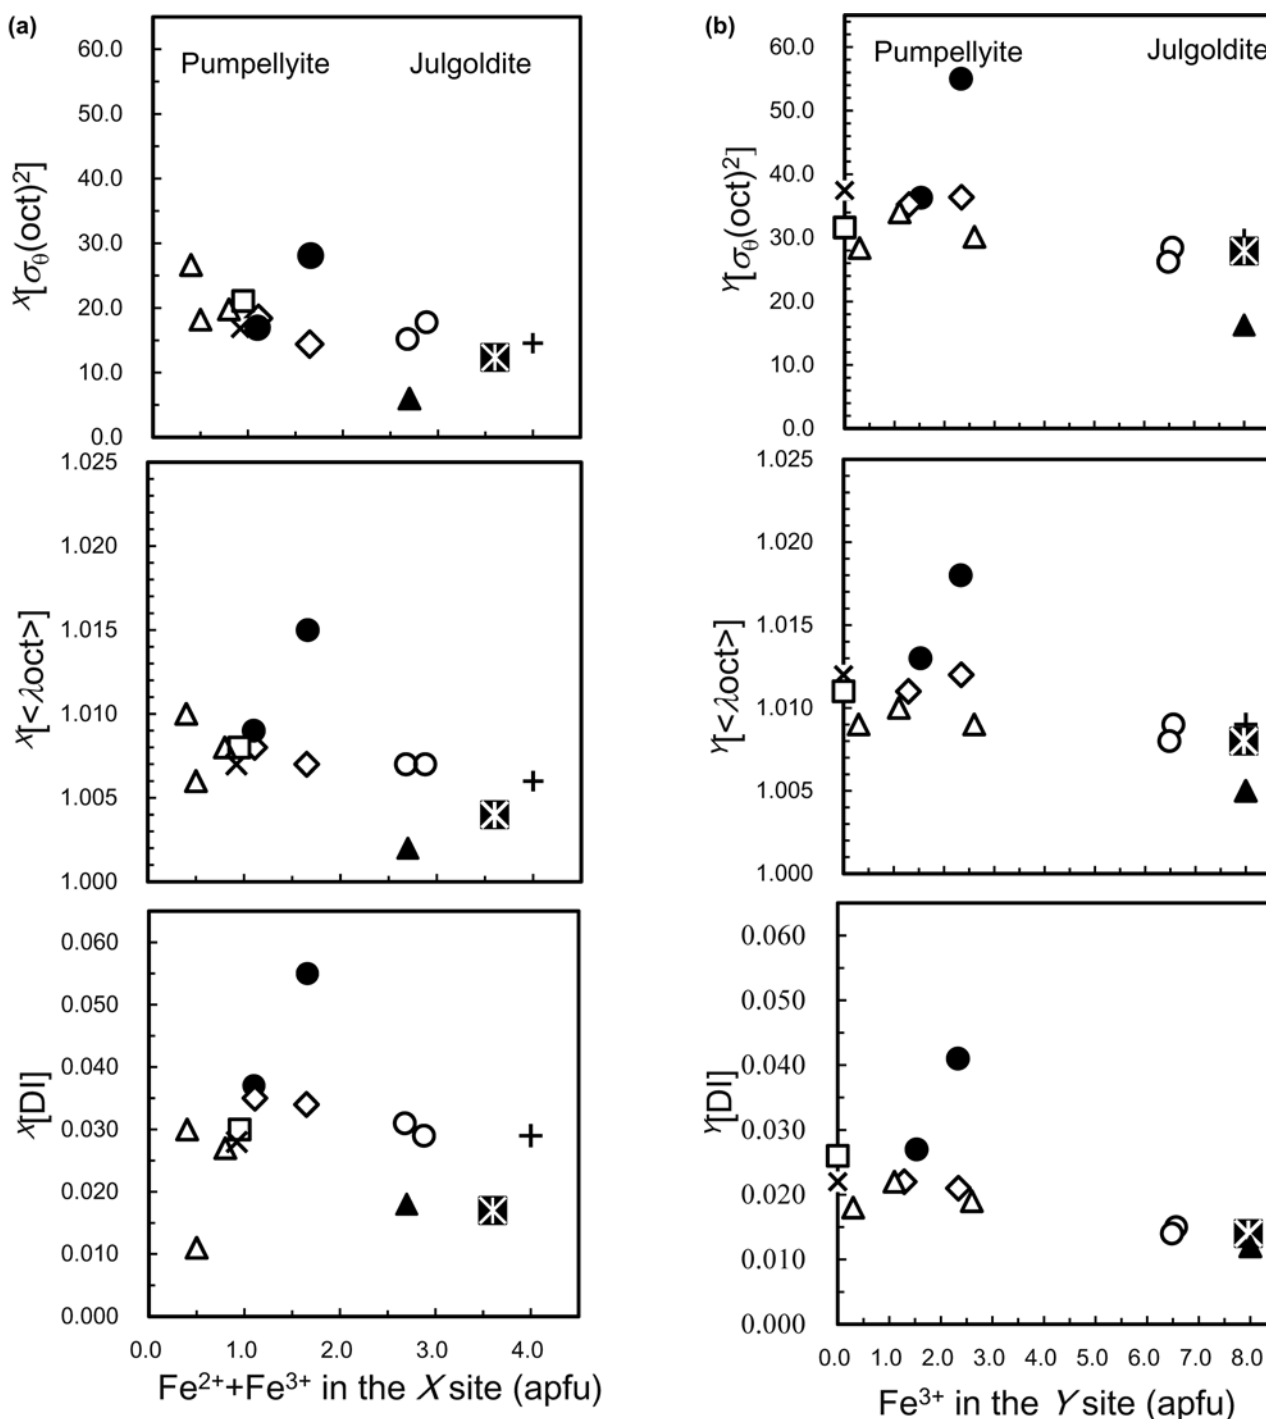 (a)
Pumpellyite Julgoldite
60.0
50.0
40.0
30.0
20.0
10.0
0.0
X[σθ(oct)²]
1.025
1.020
1.015
1.010
1.005
1.000
X[<λoct>]
0.060
0.050
0.040
0.030
0.020
0.010
0.000
X[DI]
0.0 1.0 2.0 3.0 4.0
Fe²⁺+Fe³⁺ in the X site (apfu)
(b)
Pumpellyite Julgoldite
60.0
50.0
40.0
30.0
20.0
10.0
0.0
Y[σθ(oct)²]
1.025
1.020
1.015
1.010
1.005
1.000
Y[<λoct>]
0.060
0.050
0.040
0.030
0.020
0.010
0.000
Y[DI]
0.0 1.0 2.0 3.0 4.0 5.0 6.0 7.0 8.0
Fe³⁺ in the Y site (apfu)